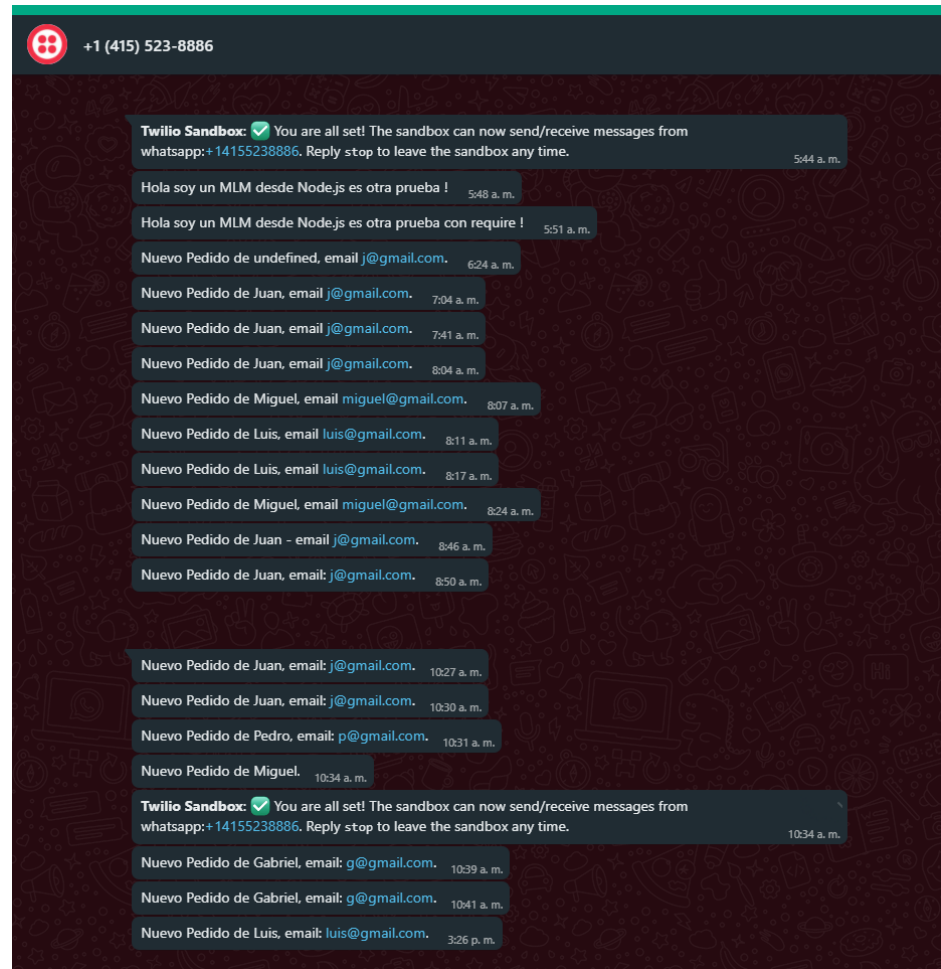 +1 (415) 523-8886
Twilio Sandbox: ✅ You are all set! The sandbox can now send/receive messages from
whatsapp:+14155238886. Reply stop to leave the sandbox any time.
5:44 a. m.
Hola soy un MLM desde Node.js es otra prueba ! 5:48 a. m.
Hola soy un MLM desde Node.js es otra prueba con require ! 5:51 a. m.
Nuevo Pedido de undefined, email j@gmail.com. 6:24 a. m.
Nuevo Pedido de Juan, email j@gmail.com. 7:04 a. m.
Nuevo Pedido de Juan, email j@gmail.com. 7:41 a. m.
Nuevo Pedido de Juan, email j@gmail.com. 8:04 a. m.
Nuevo Pedido de Miguel, email miguel@gmail.com. 8:07 a. m.
Nuevo Pedido de Luis, email luis@gmail.com. 8:11 a. m.
Nuevo Pedido de Luis, email luis@gmail.com. 8:17 a. m.
Nuevo Pedido de Miguel, email miguel@gmail.com. 8:24 a. m.
Nuevo Pedido de Juan - email j@gmail.com. 8:46 a. m.
Nuevo Pedido de Juan, email: j@gmail.com. 8:50 a. m.
Nuevo Pedido de Juan, email: j@gmail.com. 10:27 a. m.
Nuevo Pedido de Juan, email: j@gmail.com. 10:30 a. m.
Nuevo Pedido de Pedro, email: p@gmail.com. 10:31 a. m.
Nuevo Pedido de Miguel. 10:34 a. m.
Twilio Sandbox: ✅ You are all set! The sandbox can now send/receive messages from
whatsapp:+14155238886. Reply stop to leave the sandbox any time.
10:34 a. m.
Nuevo Pedido de Gabriel, email: g@gmail.com. 10:39 a. m.
Nuevo Pedido de Gabriel, email: g@gmail.com. 10:41 a. m.
Nuevo Pedido de Luis, email: luis@gmail.com. 3:26 p. m.